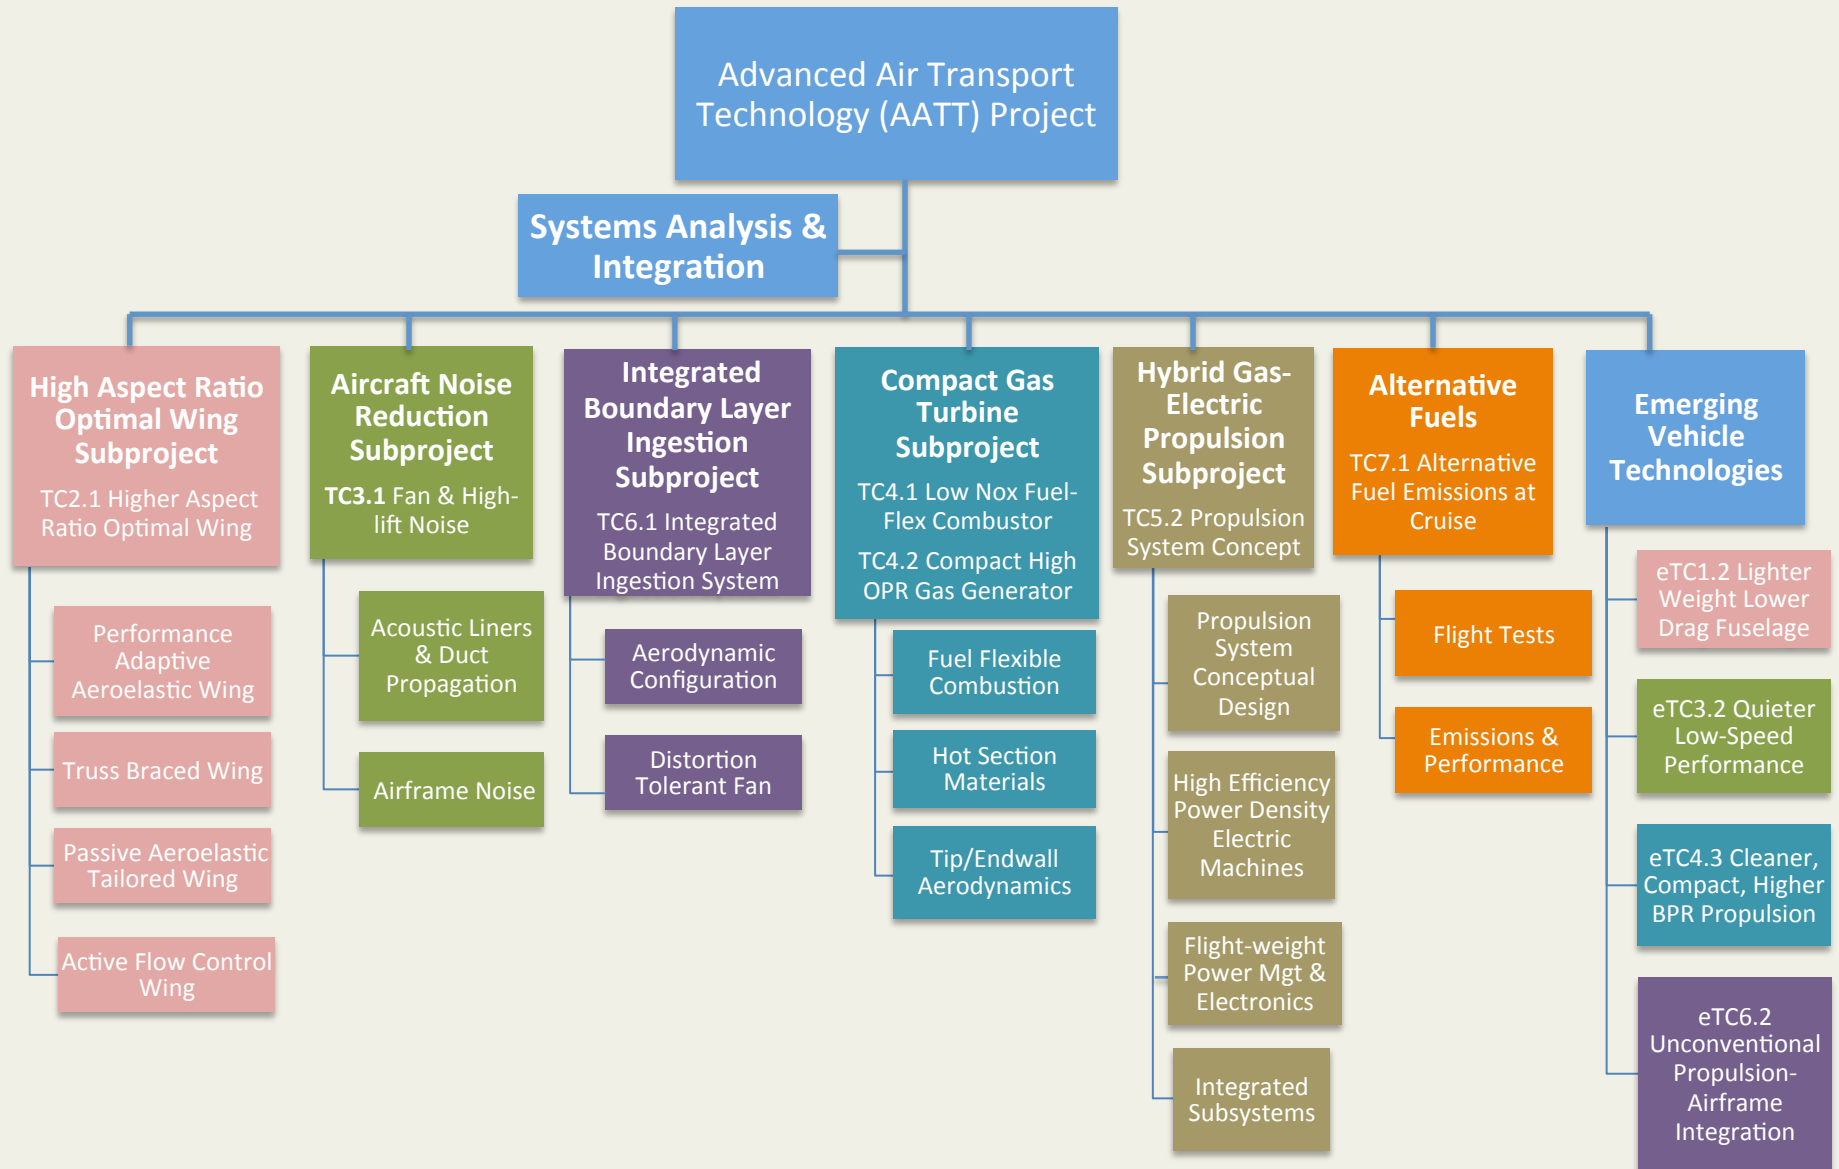 Advanced Air Transport
Technology (AATT) Project
Systems Analysis &
Integration
High Aspect Ratio
Optimal Wing
Subproject
TC2.1 Higher Aspect
Ratio Optimal Wing
Performance
Adaptive
Aeroelastic Wing
Truss Braced Wing
Passive Aeroelastic
Tailored Wing
Active Flow Control
Wing
Aircraft Noise
Reduction
Subproject
TC3.1 Fan & High-
lift Noise
Acoustic Liners
& Duct
Propagation
Airframe Noise
Integrated
Boundary Layer
Ingestion
Subproject
TC6.1 Integrated
Boundary Layer
Ingestion System
Aerodynamic
Configuration
Distortion
Tolerant Fan
Compact Gas
Turbine
Subproject
TC4.1 Low Nox Fuel-
Flex Combustor
TC4.2 Compact High
OPR Gas Generator
Fuel Flexible
Combustion
Hot Section
Materials
Tip/Endwall
Aerodynamics
Hybrid Gas-
Electric
Propulsion
Subproject
TC5.2 Propulsion
System Concept
Propulsion
System
Conceptual
Design
High Efficiency
Power Density
Electric
Machines
Flight-weight
Power Mgt &
Electronics
Integrated
Subsystems
Alternative
Fuels
TC7.1 Alternative
Fuel Emissions at
Cruise
Flight Tests
Emissions &
Performance
Emerging
Vehicle
Technologies
eTC1.2 Lighter
Weight Lower
Drag Fuselage
eTC3.2 Quieter
Low-Speed
Performance
eTC4.3 Cleaner,
Compact, Higher
BPR Propulsion
eTC6.2
Unconventional
Propulsion-
Airframe
Integration